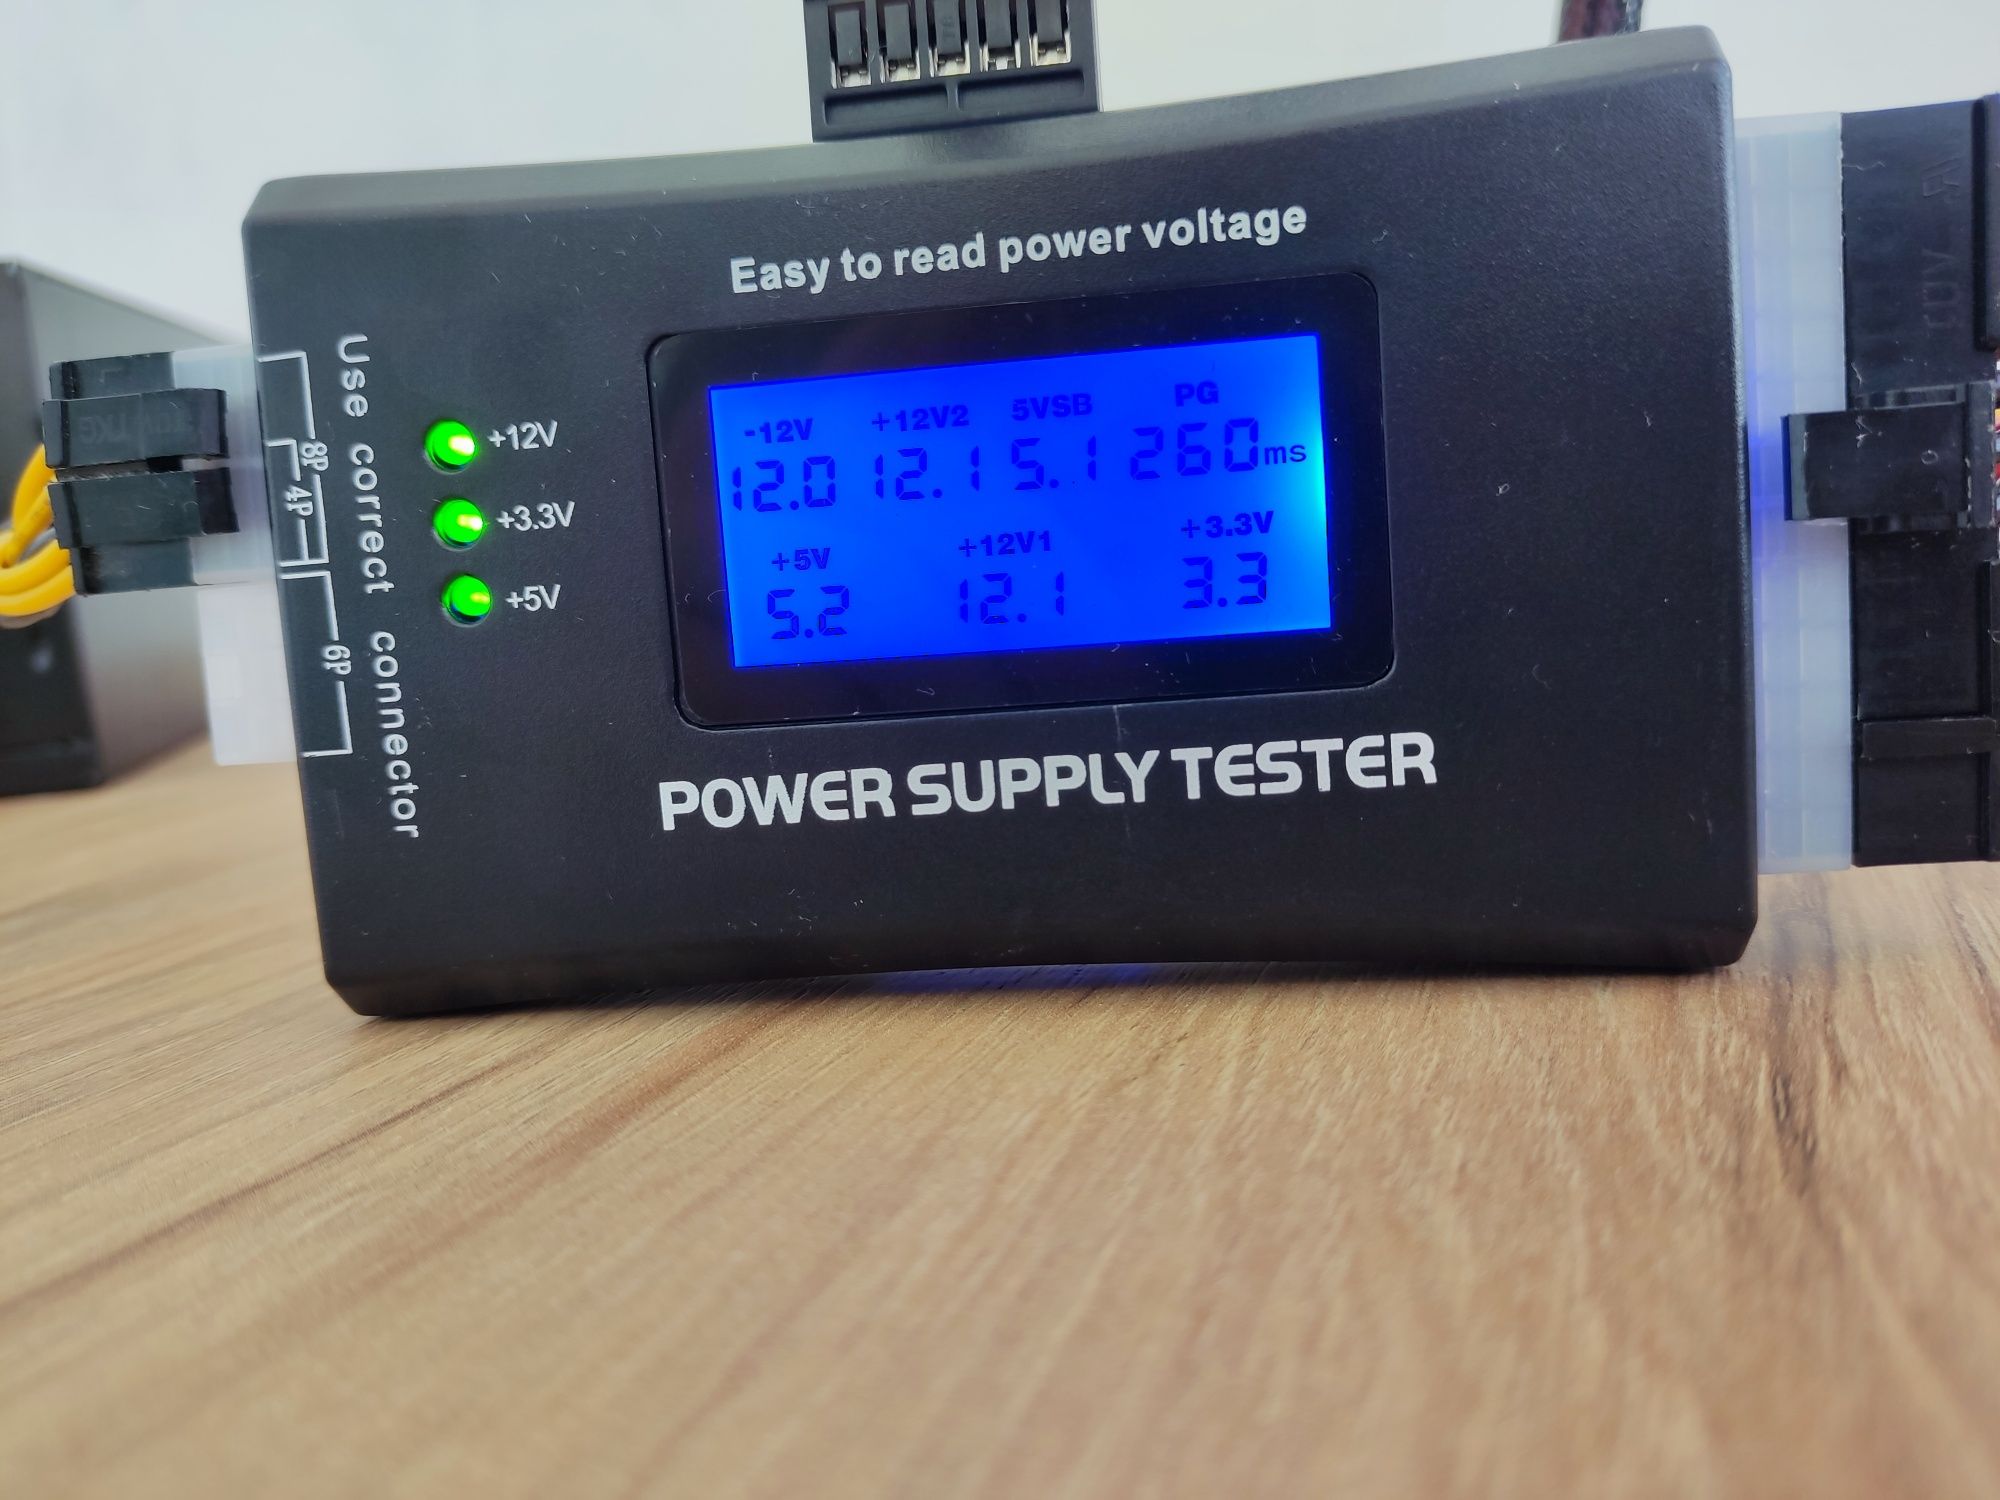 Easy to read power voltage
Use correct connector
8P
4P
6P
+12V
+3.3V
+5V
-12V +12V2 5VSB PG
12.0 12.1 5.1 260ms
+5V +12V1 +3.3V
5.2 12.1 3.3
POWER SUPPLY TESTER